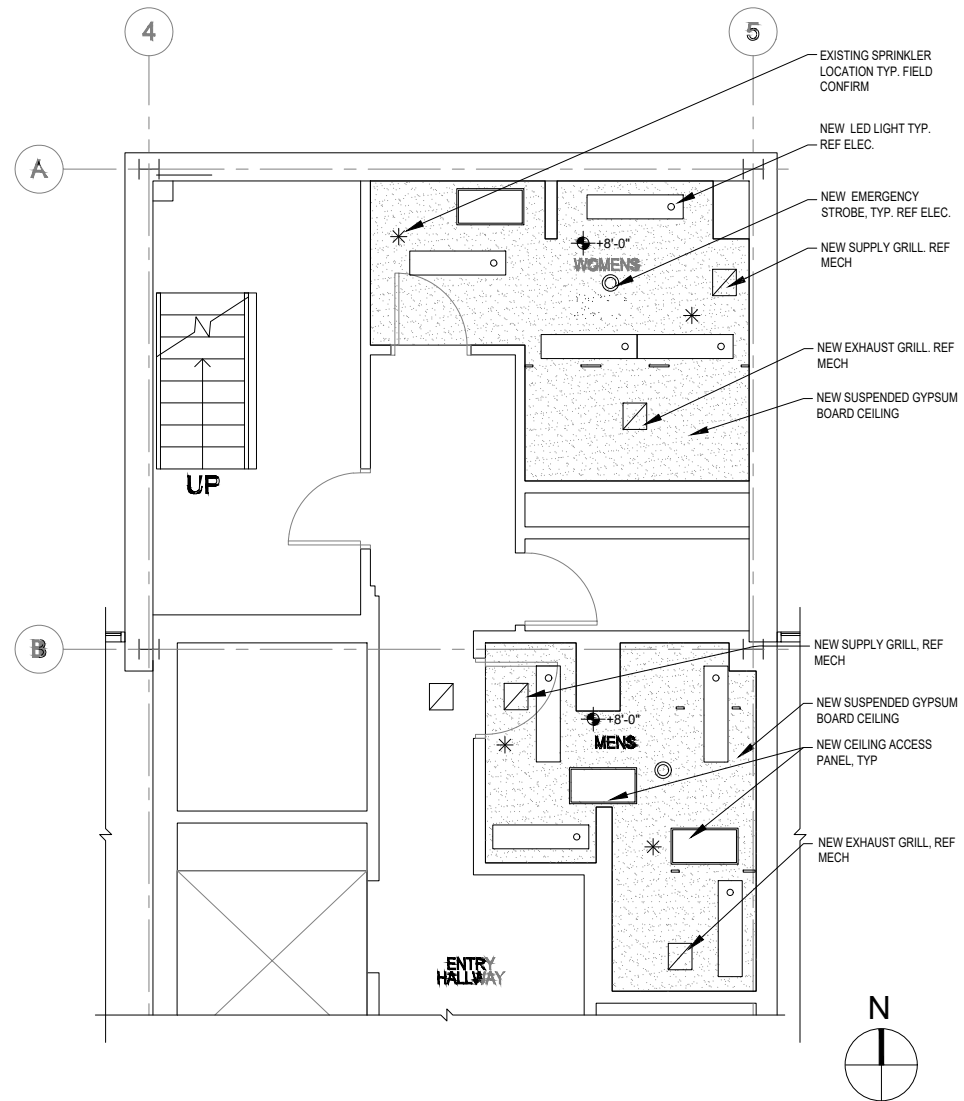 4
5
EXISTING SPRINKLER
LOCATION TYP. FIELD
CONFIRM
NEW LED LIGHT TYP.
REF ELEC.
A
NEW EMERGENCY
STROBE, TYP. REF ELEC.
+8'-0"
WOMENS
NEW SUPPLY GRILL. REF
MECH
NEW EXHAUST GRILL. REF
MECH
NEW SUSPENDED GYPSUM
BOARD CEILING
UP
B
NEW SUPPLY GRILL, REF
MECH
NEW SUSPENDED GYPSUM
BOARD CEILING
+8'-0"
MENS
NEW CEILING ACCESS
PANEL, TYP
NEW EXHAUST GRILL, REF
MECH
ENTRY
HALLWAY
N